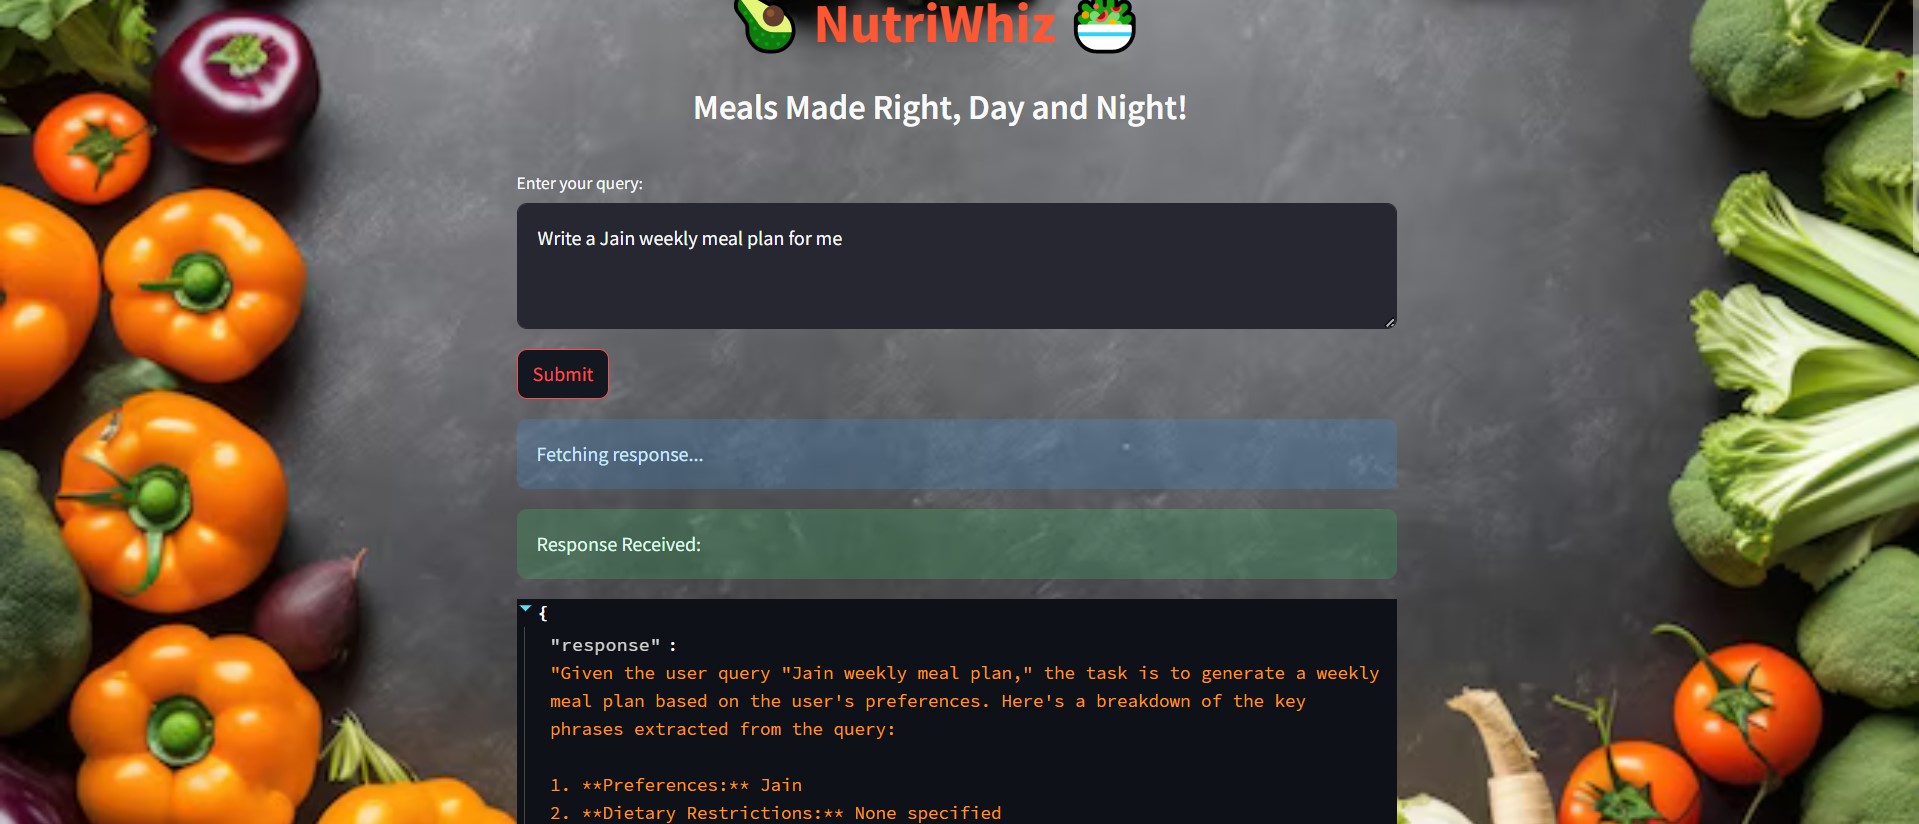 NutriWhiz
Meals Made Right, Day and Night!
Enter your query:
Write a Jain weekly meal plan for me
Submit
Fetching response...
Response Received:
{
"response" :
"Given the user query "Jain weekly meal plan," the task is to generate a weekly
meal plan based on the user's preferences. Here's a breakdown of the key
phrases extracted from the query:
1. **Preferences:** Jain
2. **Dietary Restrictions:** None specified